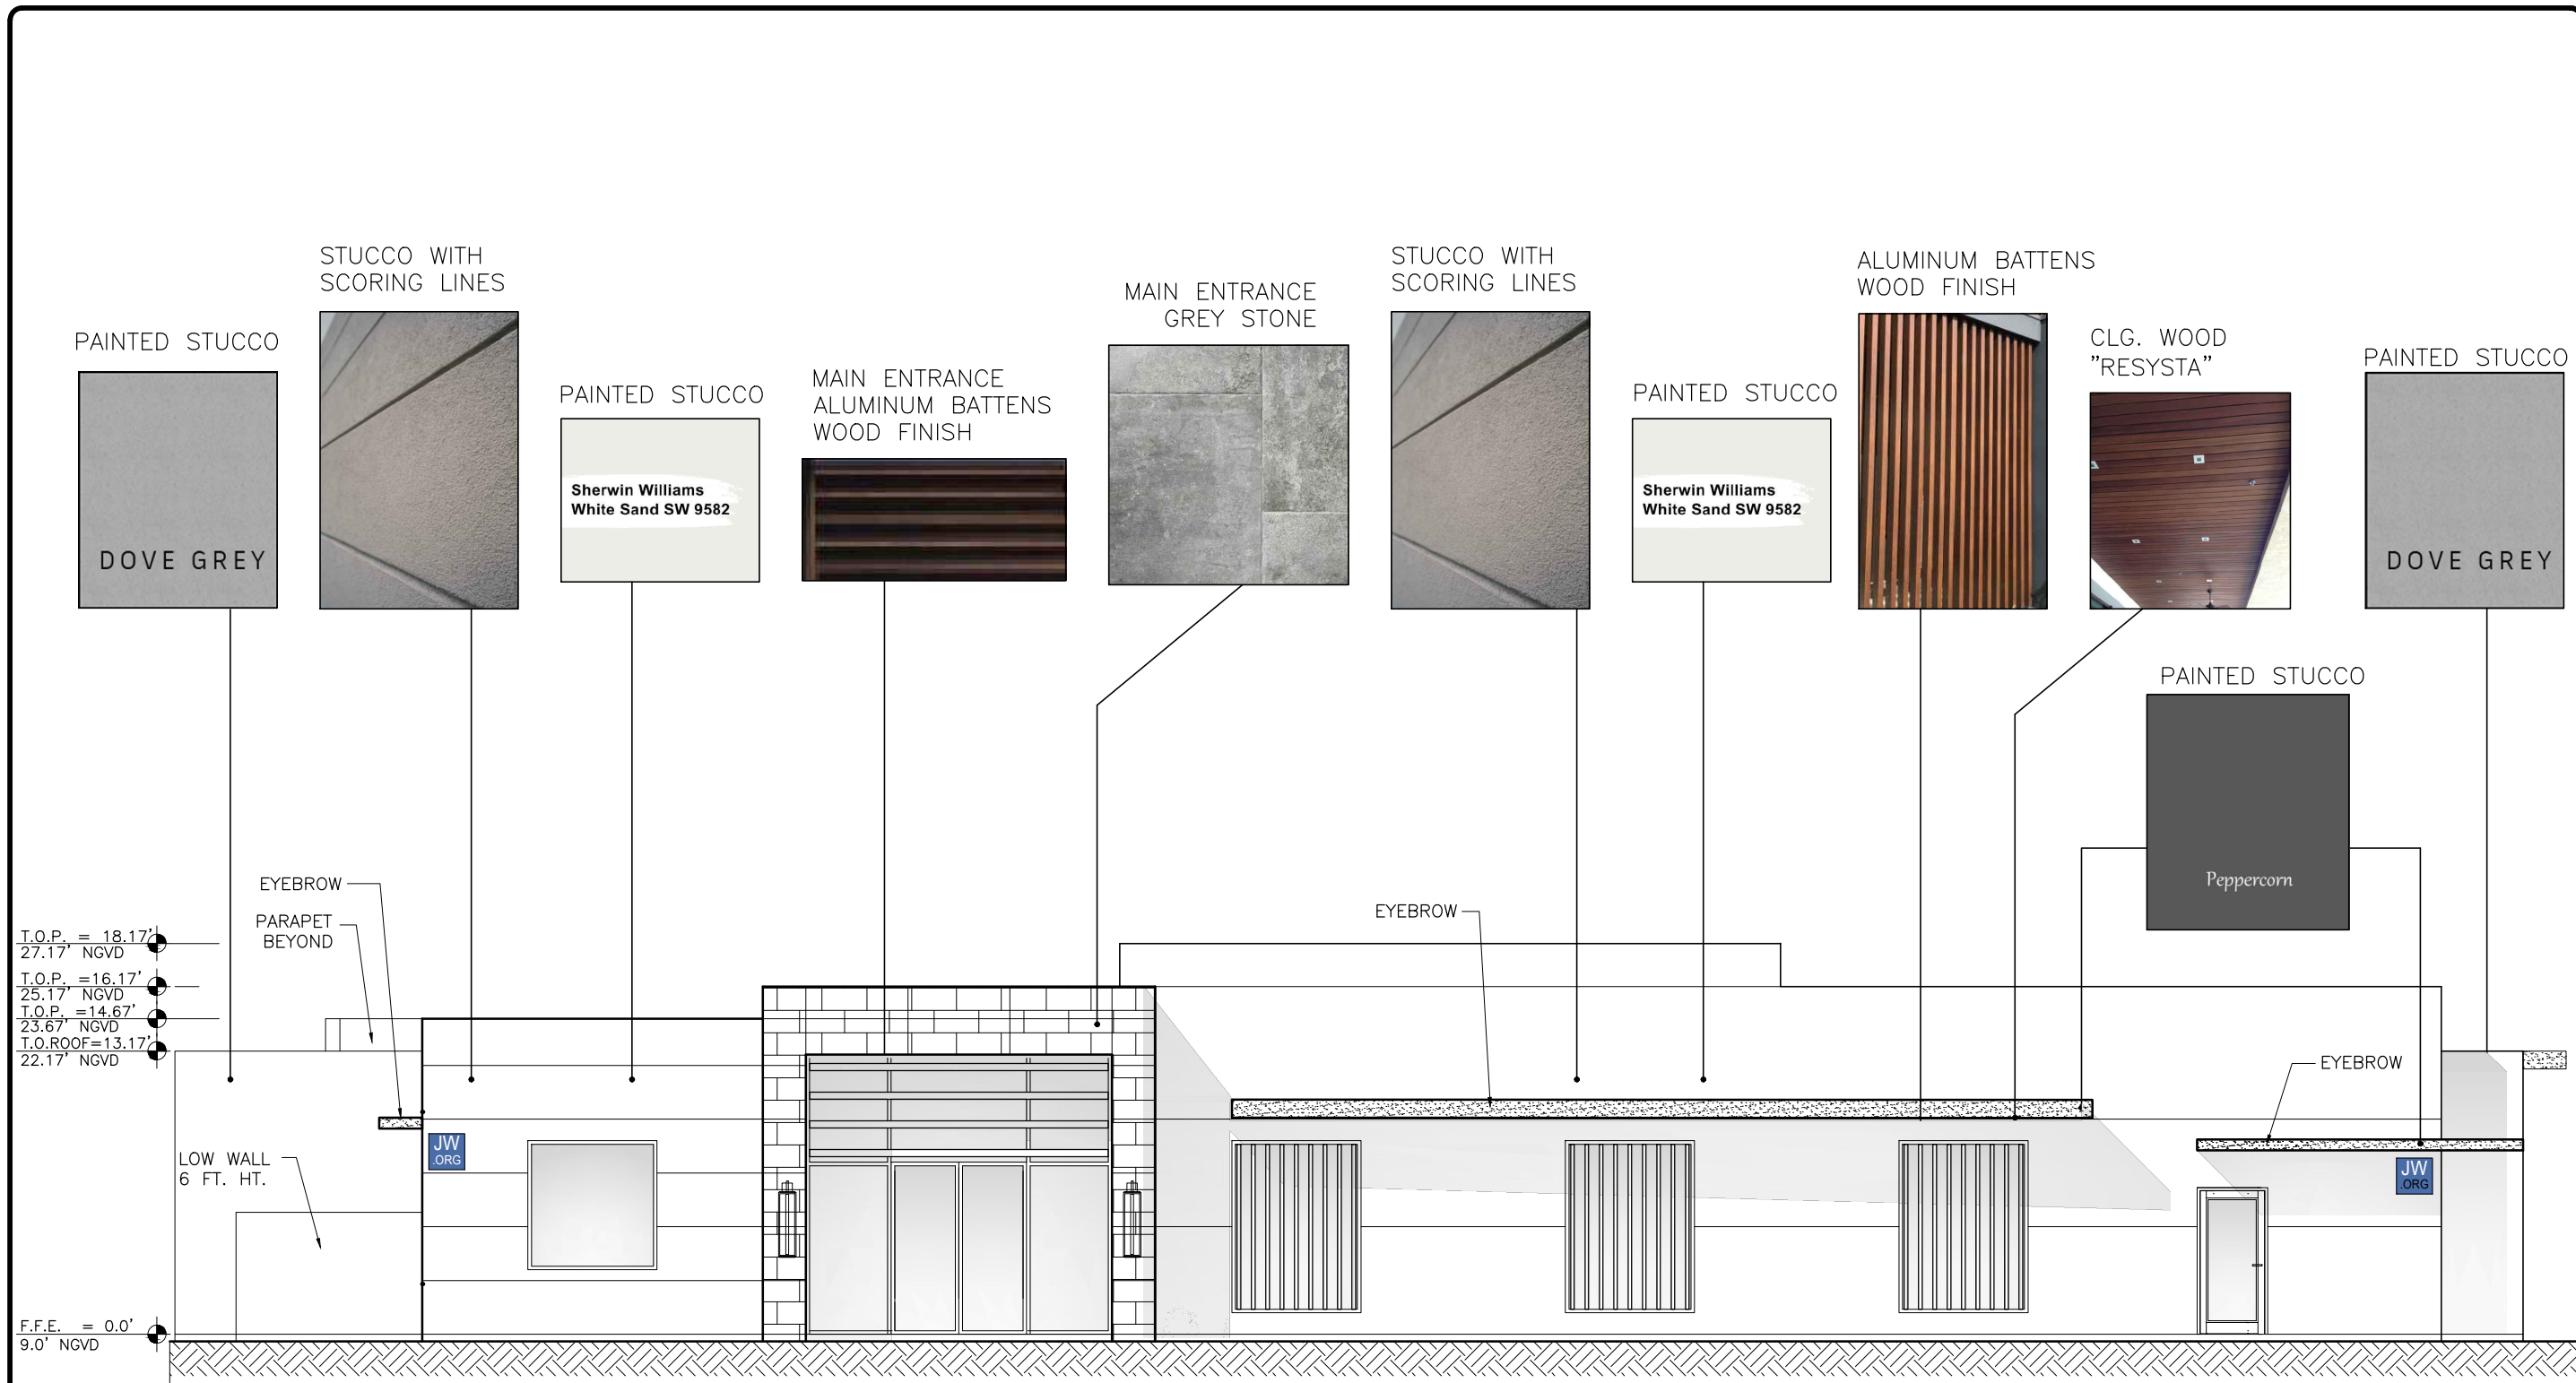 STUCCO WITH
SCORING LINES
STUCCO WITH
SCORING LINES
ALUMINUM BATTENS
WOOD FINISH
MAIN ENTRANCE
GREY STONE
PAINTED STUCCO
CLG. WOOD
"RESYSTA"
PAINTED STUCCO
MAIN ENTRANCE
ALUMINUM BATTENS
WOOD FINISH
PAINTED STUCCO
PAINTED STUCCO
Sherwin Williams
White Sand SW 9582
Sherwin Williams
White Sand SW 9582
DOVE GREY
DOVE GREY
PAINTED STUCCO
Peppercorn
EYEBROW
PARAPET
BEYOND
EYEBROW
T.O.P. = 18.17'
27.17' NGVD
T.O.P. =16.17'
25.17' NGVD
T.O.P. =14.67'
23.67' NGVD
T.O.ROOF=13.17'
22.17' NGVD
EYEBROW
JW
.ORG
LOW WALL
6 FT. HT.
JW
.ORG
F.F.E. = 0.0'
9.0' NGVD